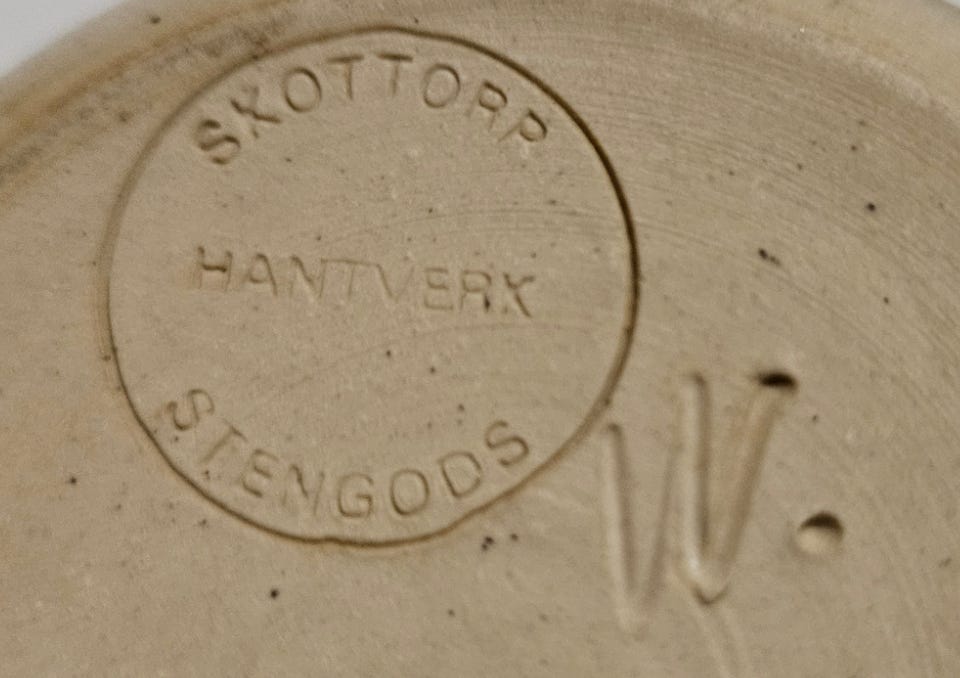 SKOTTORP
HANTVERK
STENGODS
W.